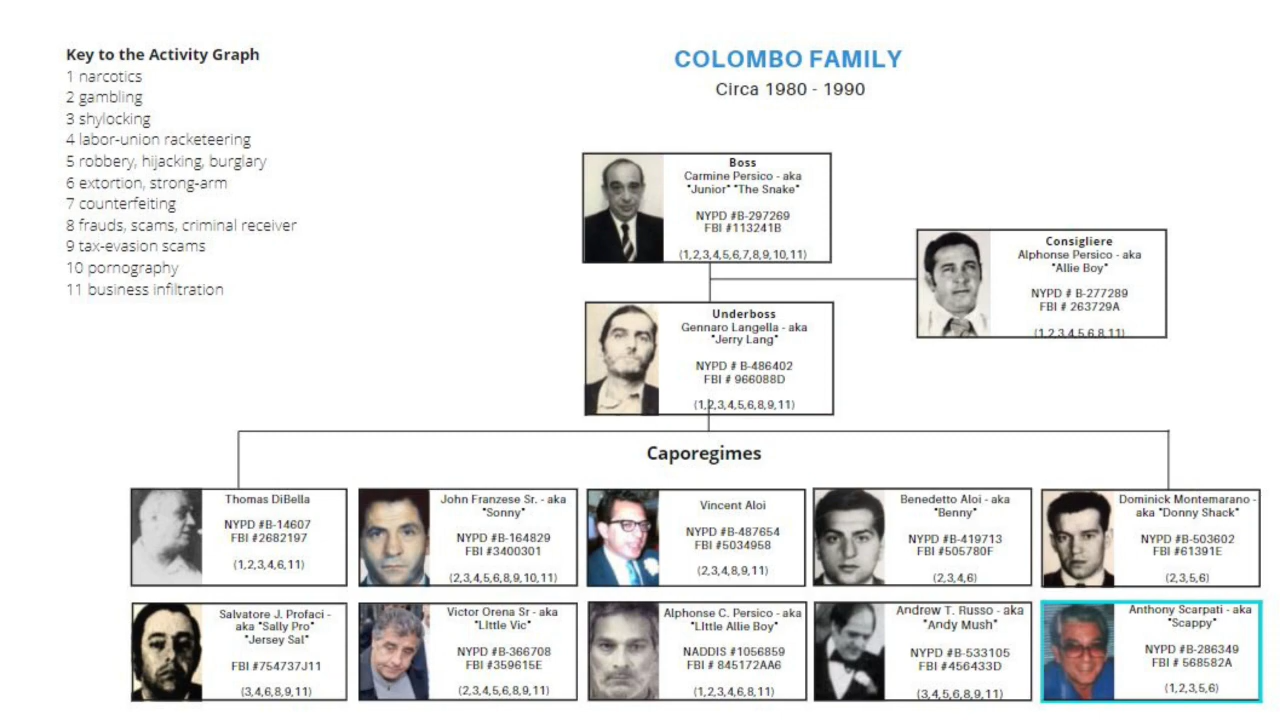 Key to the Activity Graph
1 narcotics
2 gambling
3 shylocking
4 labor-union racketeering
5 robbery, hijacking, burglary
6 extortion, strong-arm
7 counterfeiting
8 frauds, scams, criminal receiver
9 tax-evasion scams
10 pornography
11 business infiltration
COLOMBO FAMILY
Circa 1980 - 1990
Boss
Carmine Persico - aka
"Junior" "The Snake"
NYPD #B-297269
FBI #113241B
(1,2,3,4,5,6,7,8,9,10,11)
Consigliere
Alphonse Persico - aka
"Allie Boy"
NYPD # B-277289
FBI # 263729A
(1,2,3,4,5,6,8,11)
Underboss
Gennaro Langella - aka
"Jerry Lang"
NYPD # B-486402
FBI # 966088D
(1,2,3,4,5,6,8,9,11)
Caporegimes
Thomas DiBella
NYPD #B-14607
FBI #2682197
(1,2,3,4,6,11)
John Franzese Sr. - aka
"Sonny"
NYPD #B-164829
FBI #3400301
(2,3,4,5,6,8,9,10,11)
Vincent Aloi
NYPD #B-487654
FBI #5034958
(2,3,4,8,9,11)
Benedetto Aloi - aka
"Benny"
NYPD #B-419713
FBI #505780F
(2,3,4,6)
Dominick Montemarano -
aka "Donny Shack"
NYPD #B-503602
FBI #61391E
(2,3,5,6)
Salvatore J. Profaci -
aka "Sally Pro"
"Jersey Sal"
FBI #754737J11
(3,4,6,8,9,11)
Victor Orena Sr - aka
"LIttle Vic"
NYPD #B-366708
FBI #359615E
(2,3,4,5,6,8,9,11)
Alphonse C. Persico - aka
"LIttle Allie Boy"
NADDIS #1056859
FBI # 845172AA6
(1,2,3,4,6,8,11)
Andrew T. Russo - aka
"Andy Mush"
NYPD #B-533105
FBI #456433D
(3,4,5,6,8,9,11)
Anthony Scarpati - aka
"Scappy"
NYPD #B-286349
FBI # 568582A
(1,2,3,5,6)